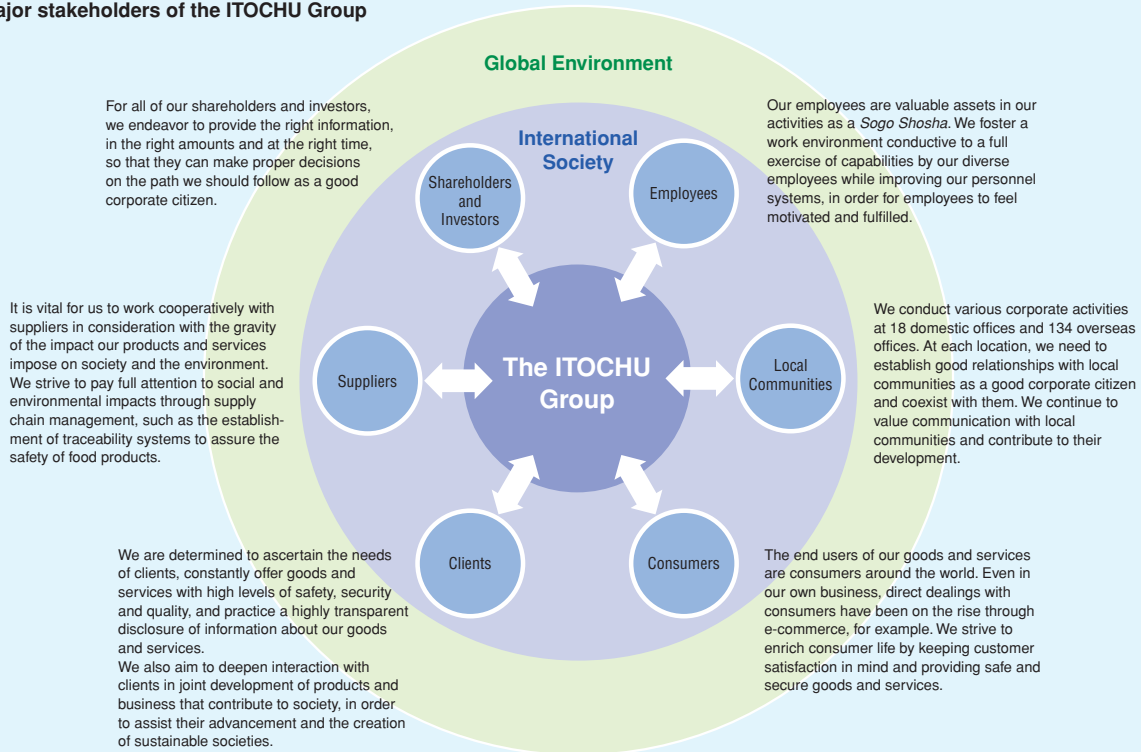 ajor stakeholders of the ITOCHU Group
Global Environment
International
Society
For all of our shareholders and investors,
we endeavor to provide the right information,
in the right amounts and at the right time,
so that they can make proper decisions
on the path we should follow as a good
corporate citizen.
Shareholders
and
Investors
Employees
Our employees are valuable assets in our
activities as a Sogo Shosha. We foster a
work environment conductive to a full
exercise of capabilities by our diverse
employees while improving our personnel
systems, in order for employees to feel
motivated and fulfilled.
It is vital for us to work cooperatively with
suppliers in consideration with the gravity
of the impact our products and services
impose on society and the environment.
We strive to pay full attention to social and
environmental impacts through supply
chain management, such as the establish-
ment of traceability systems to assure the
safety of food products.
Suppliers
The ITOCHU
Group
Local
Communities
We conduct various corporate activities
at 18 domestic offices and 134 overseas
offices. At each location, we need to
establish good relationships with local
communities as a good corporate citizen
and coexist with them. We continue to
value communication with local
communities and contribute to their
development.
We are determined to ascertain the needs
of clients, constantly offer goods and
services with high levels of safety, security
and quality, and practice a highly transparent
disclosure of information about our goods
and services.
We also aim to deepen interaction with
clients in joint development of products and
business that contribute to society, in order
to assist their advancement and the creation
of sustainable societies.
Clients
Consumers
The end users of our goods and services
are consumers around the world. Even in
our own business, direct dealings with
consumers have been on the rise through
e-commerce, for example. We strive to
enrich consumer life by keeping customer
satisfaction in mind and providing safe and
secure goods and services.